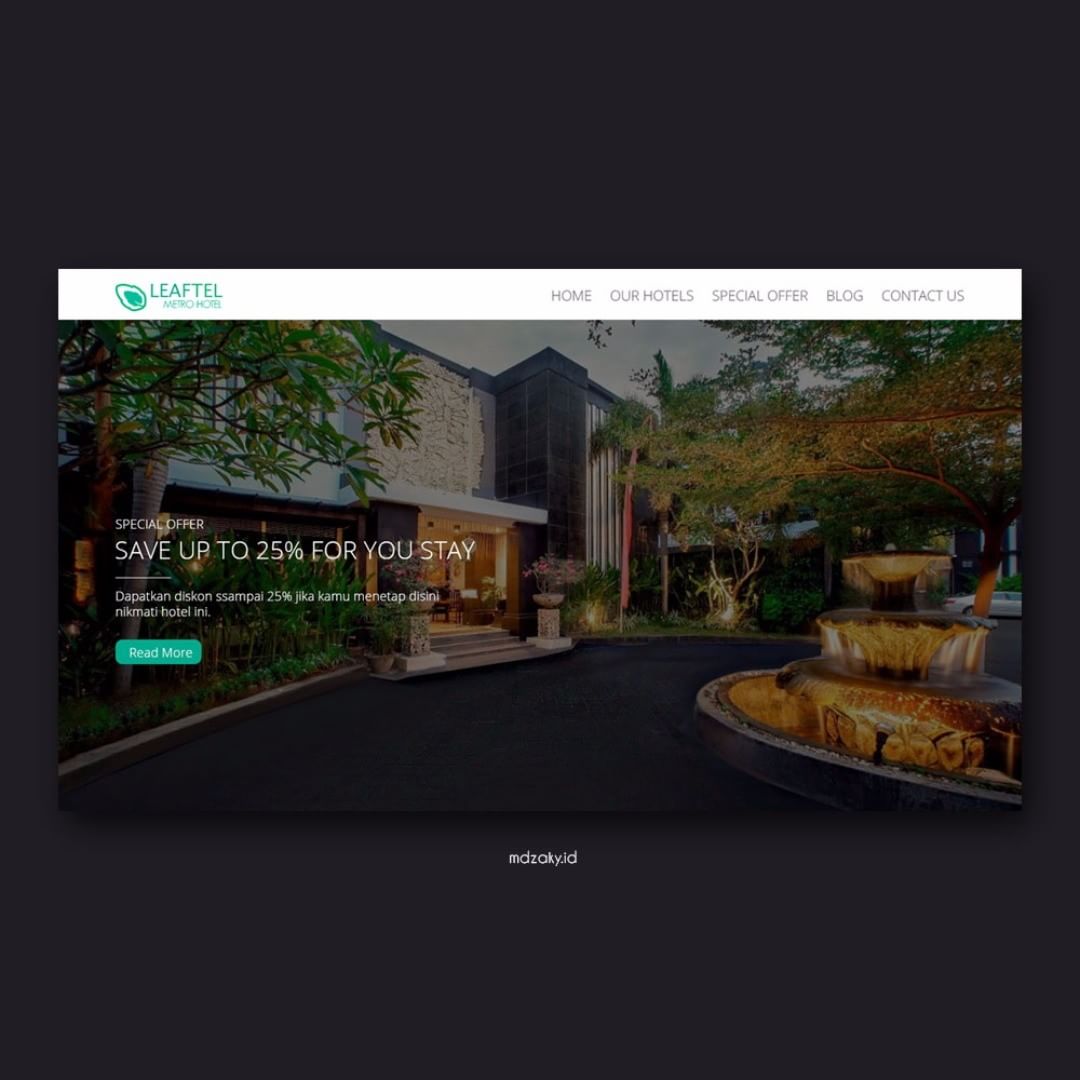 LEAFTEL
METRO HOTEL
HOME OUR HOTELS SPECIAL OFFER BLOG CONTACT US
SPECIAL OFFER
SAVE UP TO 25% FOR YOU STAY
Dapatkan diskon ssampai 25% jika kamu menetap disini
nikmati hotel ini.
Read More
mdzaky.id